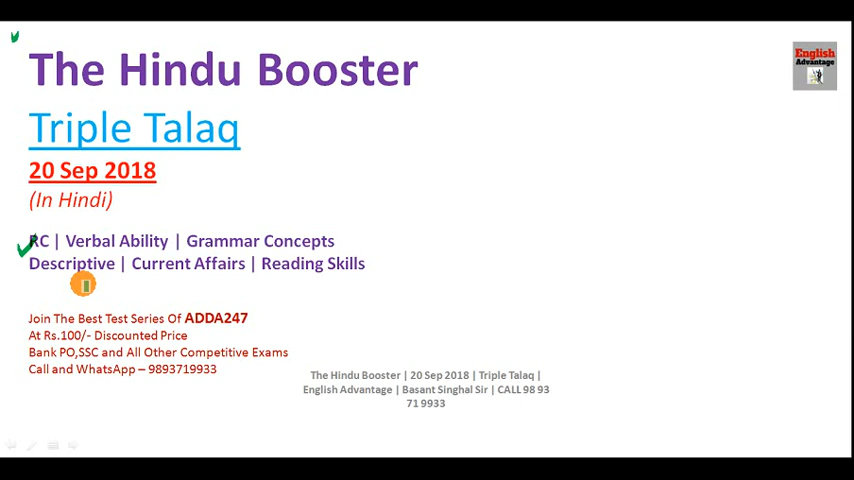 The Hindu Booster
English
Advantage
Triple Talaq
20 Sep 2018
(In Hindi)
RC | Verbal Ability | Grammar Concepts
Descriptive | Current Affairs | Reading Skills
Join The Best Test Series Of ADDA247
At Rs.100/- Discounted Price
Bank PO,SSC and All Other Competitive Exams
Call and WhatsApp – 9893719933
The Hindu Booster | 20 Sep 2018 | Triple Talaq |
English Advantage | Basant Singhal Sir | CALL 98 93
71 9933